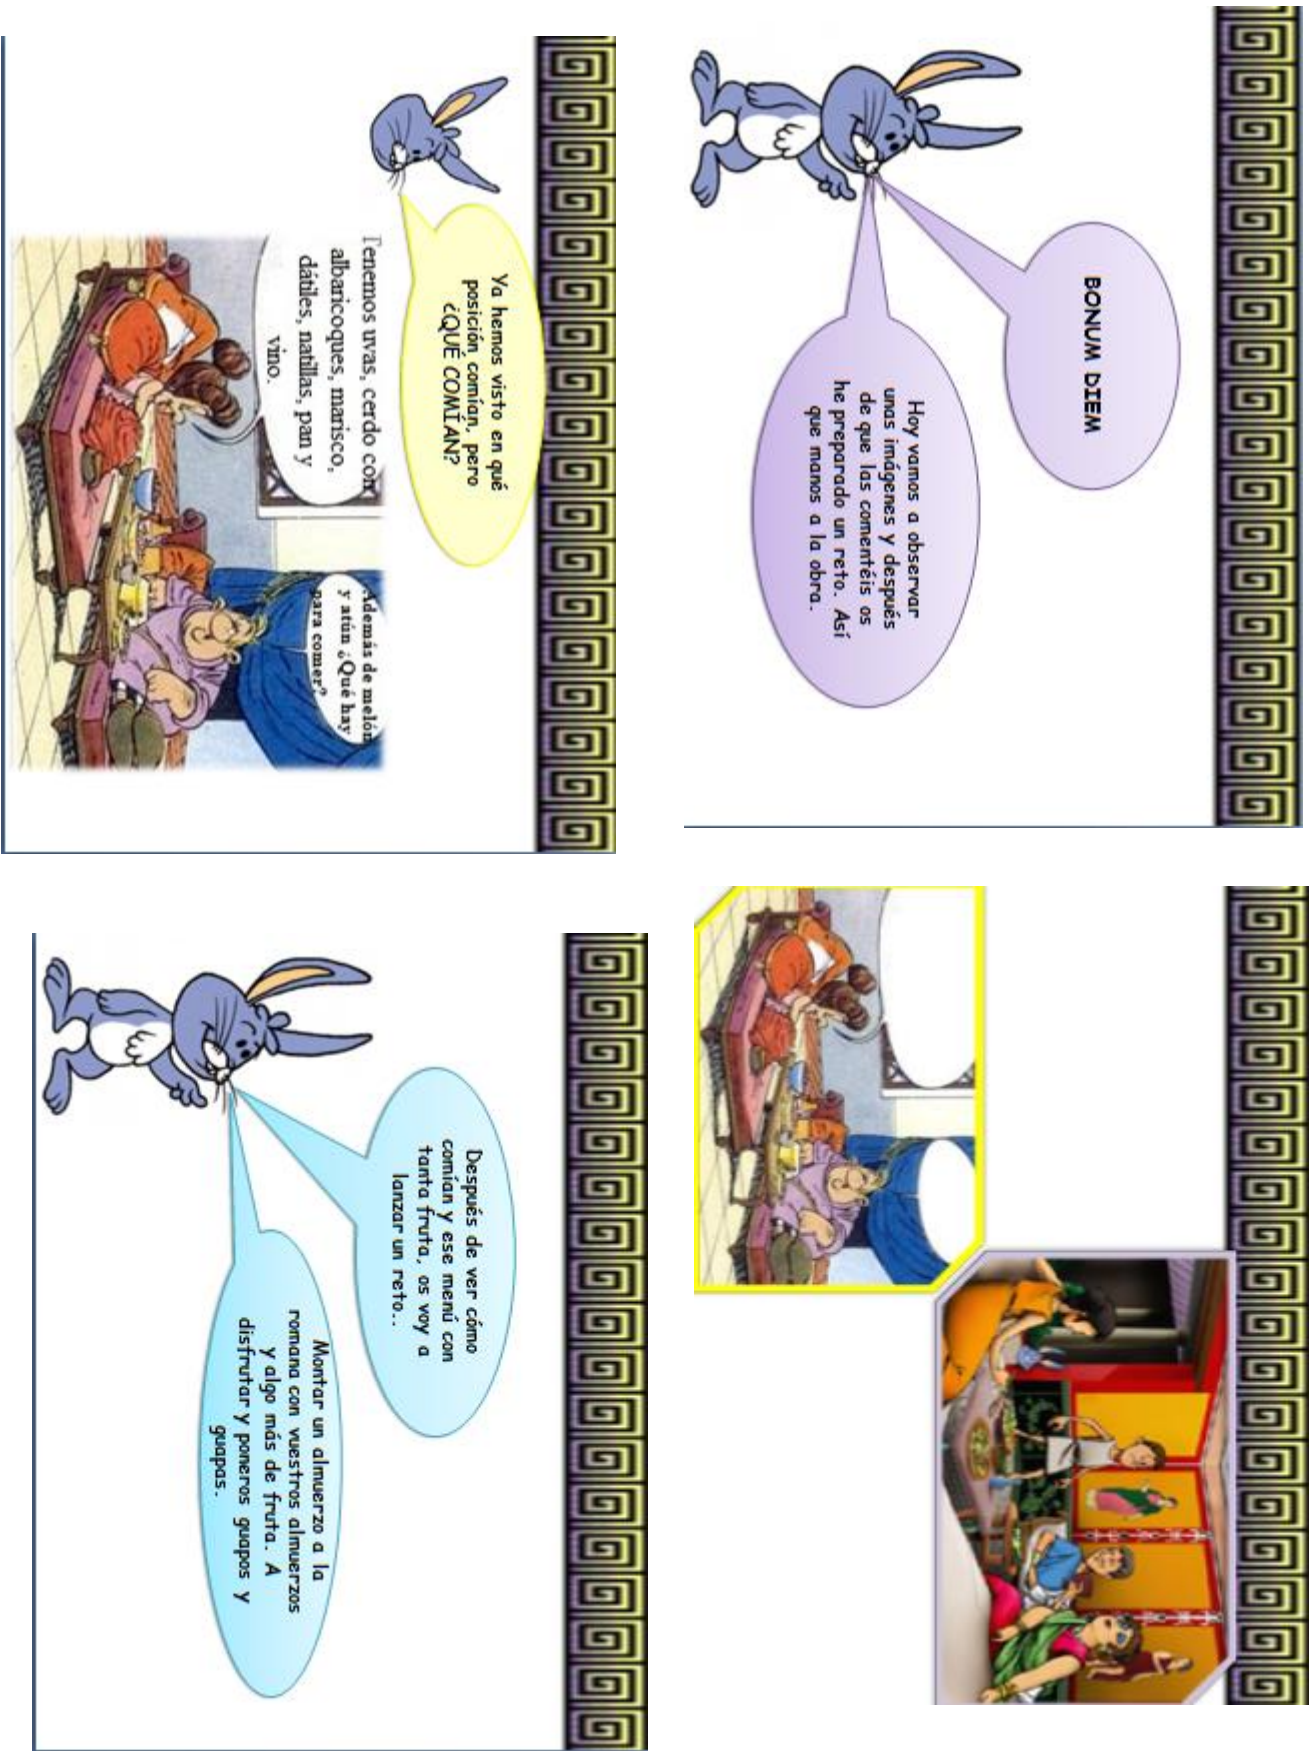 BONUM DIEM
Hoy vamos a observar
unas imágenes y después
de que las comentéis os
he preparado un reto. Así
que manos a la obra.
Ya hemos visto en qué
posición comían, pero
¿QUÉ COMÍAN?
Además de melón
y atún ¿Qué hay
para comer?
Tenemos uvas, cerdo con
albaricoques, marisco,
dátiles, natillas, pan y
vino.
Después de ver cómo
comían y ese menú con
tanta fruta, os voy a
lanzar un reto..
Montar un almuerzo a la
romana con vuestros almuerzos
y algo más de fruta. A
disfrutar y poneros guapos y
guapas.